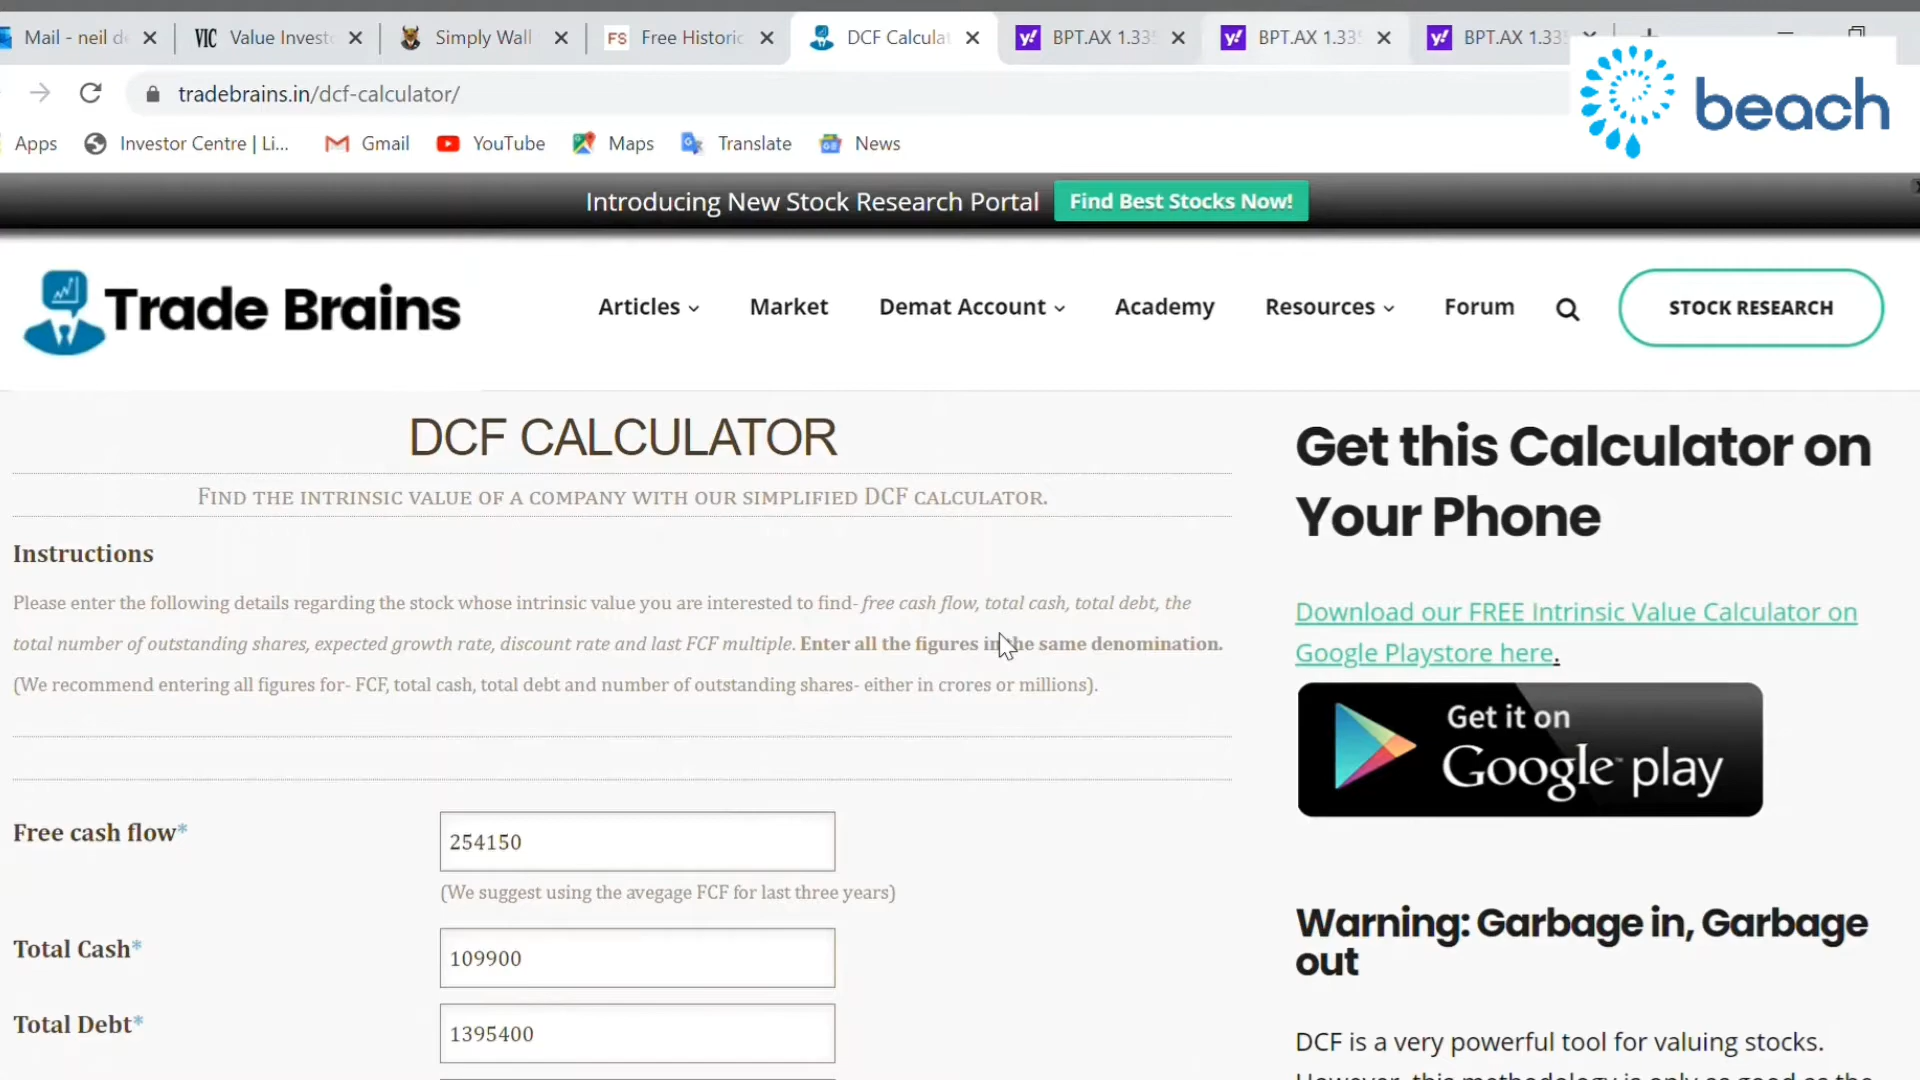 Mail - neil de
VIC Value Investo
Simply Wall
FS Free Historic
DCF Calculat
y! BPT.AX 1.335
y! BPT.AX 1.335
y! BPT.AX 1.335
tradebrains.in/dcf-calculator/
beach
Apps
Investor Centre | Li...
Gmail
YouTube
Maps
Translate
News
Introducing New Stock Research Portal
Find Best Stocks Now!
Trade Brains
Articles
Market
Demat Account
Academy
Resources
Forum
STOCK RESEARCH
DCF CALCULATOR
FIND THE INTRINSIC VALUE OF A COMPANY WITH OUR SIMPLIFIED DCF CALCULATOR.
Instructions
Please enter the following details regarding the stock whose intrinsic value you are interested to find- free cash flow, total cash, total debt, the
total number of outstanding shares, expected growth rate, discount rate and last FCF multiple. Enter all the figures in the same denomination.
(We recommend entering all figures for- FCF, total cash, total debt and number of outstanding shares- either in crores or millions).
Free cash flow*
254150
(We suggest using the avegage FCF for last three years)
Total Cash*
109900
Total Debt*
1395400
Get this Calculator on
Your Phone
Download our FREE Intrinsic Value Calculator on
Google Playstore here.
Get it on
Google play
Warning: Garbage in, Garbage
out
DCF is a very powerful tool for valuing stocks.